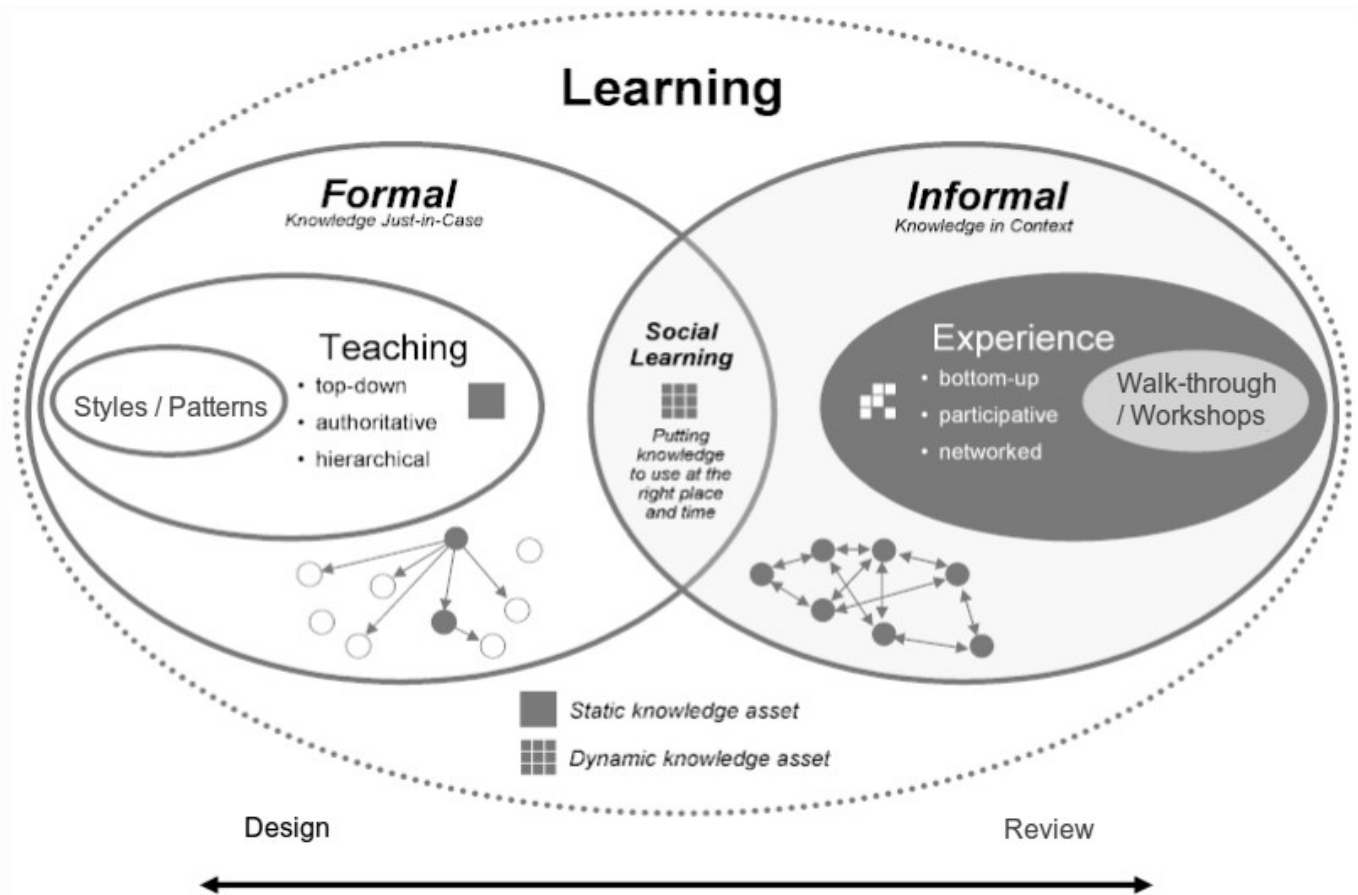 Learning
Formal
Knowledge Just-in-Case
Informal
Knowledge in Context
Styles / Patterns
Teaching
• top-down
• authoritative
• hierarchical
Social
Learning
Putting
knowledge
to use at the
right place
and time
Experience
• bottom-up
• participative
• networked
Walk-through
/ Workshops
Static knowledge asset
Dynamic knowledge asset
Design
Review